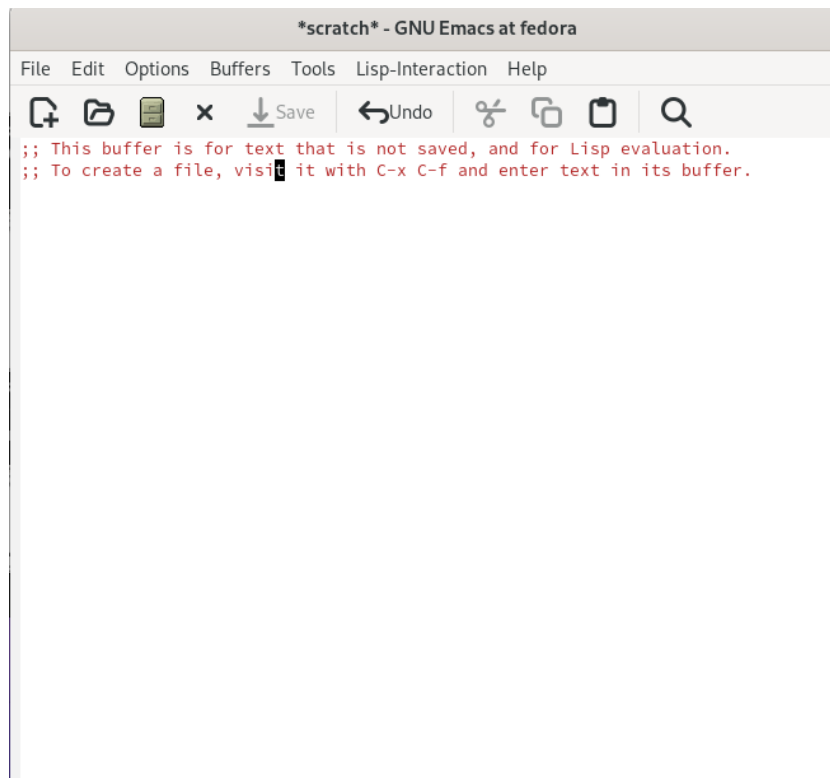 *scratch* - GNU Emacs at fedora
File Edit Options Buffers Tools Lisp-Interaction Help
Save Undo
;; This buffer is for text that is not saved, and for Lisp evaluation.
;; To create a file, visit it with C-x C-f and enter text in its buffer.